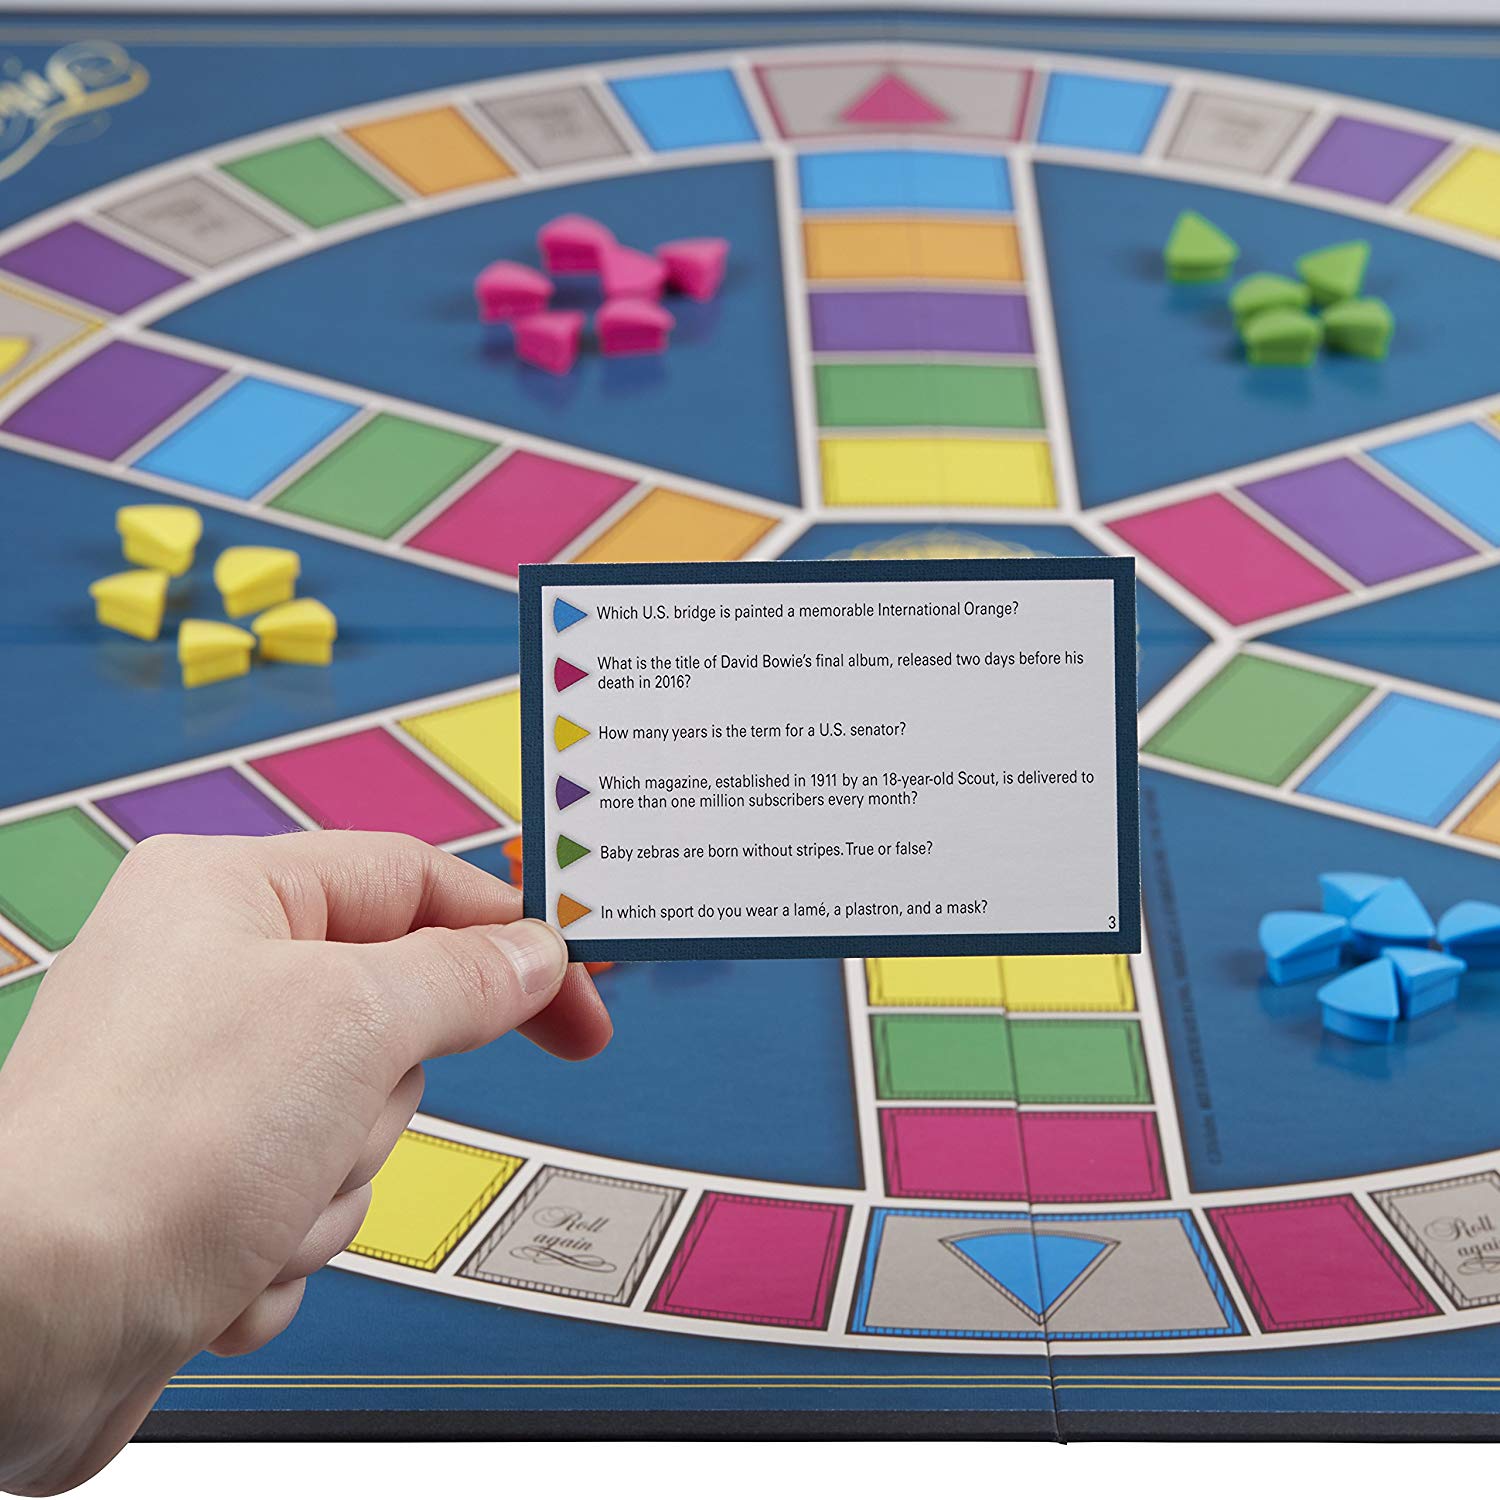 Which U.S. bridge is painted a memorable International Orange?
What is the title of David Bowie's final album, released two days before his
death in 2016?
How many years is the term for a U.S. senator?
Which magazine, established in 1911 by an 18-year-old Scout, is delivered to
more than one million subscribers every month?
Baby zebras are born without stripes. True or false?
In which sport do you wear a lamé, a plastron, and a mask?
3
Roll
again
Roll
again